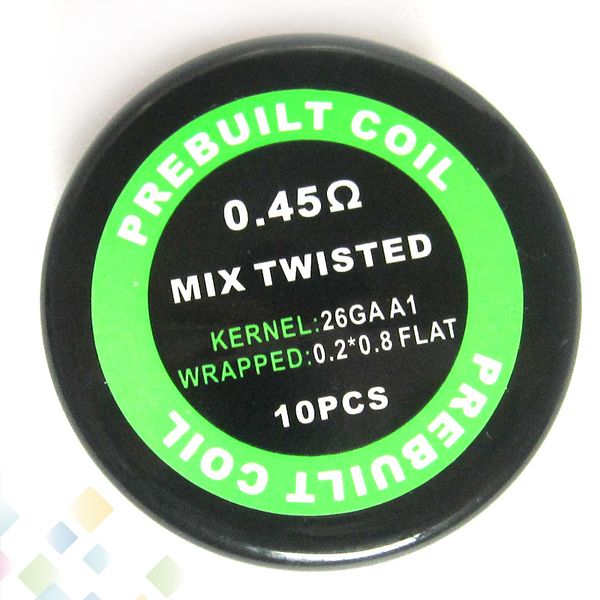 PREBUILT COIL
0.45Ω
MIX TWISTED
KERNEL:26GA A1
WRAPPED:0.2*0.8 FLAT
10PCS
PREBUILT COIL